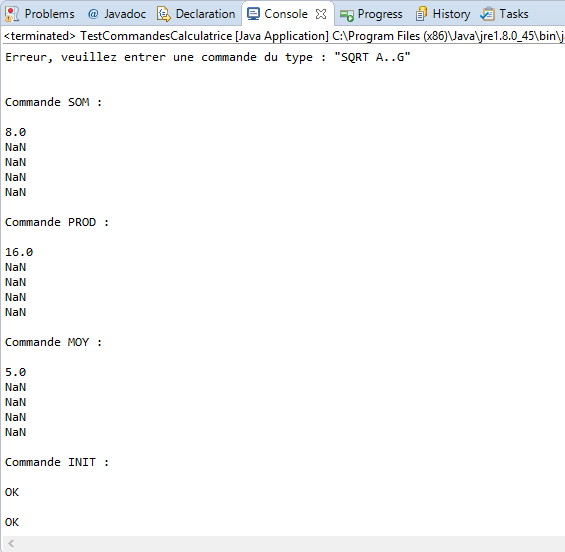 Problems @ Javadoc Declaration Console Progress History Tasks
<terminated> TestCommandesCalculatrice [Java Application] C:\Program Files (x86)\Java\jre1.8.0_45\bin\ja
Erreur, veuillez entrer une commande du type : "SQRT A..G"
Commande SOM :
8.0
NaN
NaN
NaN
NaN
Commande PROD :
16.0
NaN
NaN
NaN
NaN
Commande MOY :
5.0
NaN
NaN
NaN
NaN
Commande INIT :
OK
OK